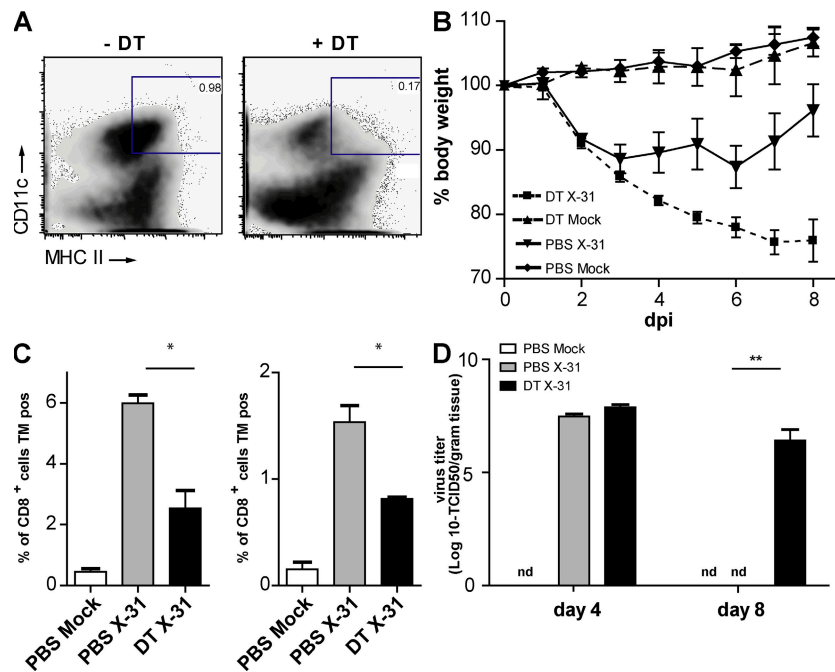 A
- DT
+ DT
0.98
0.17
CD11c
MHC II
B
110
100
90
80
70
% body weight
DT X-31
DT Mock
PBS X-31
PBS Mock
0 2 4 6 8
dpi
C
*
6
4
2
0
% of CD8 + cells TM pos
PBS Mock
PBS X-31
DT X-31
*
2
1
0
% of CD8 + cells TM pos
PBS Mock
PBS X-31
DT X-31
D
PBS Mock
PBS X-31
DT X-31
**
10
5
0
virus titer
(Log 10-TCID50/gram tissue)
nd
nd nd
day 4
day 8